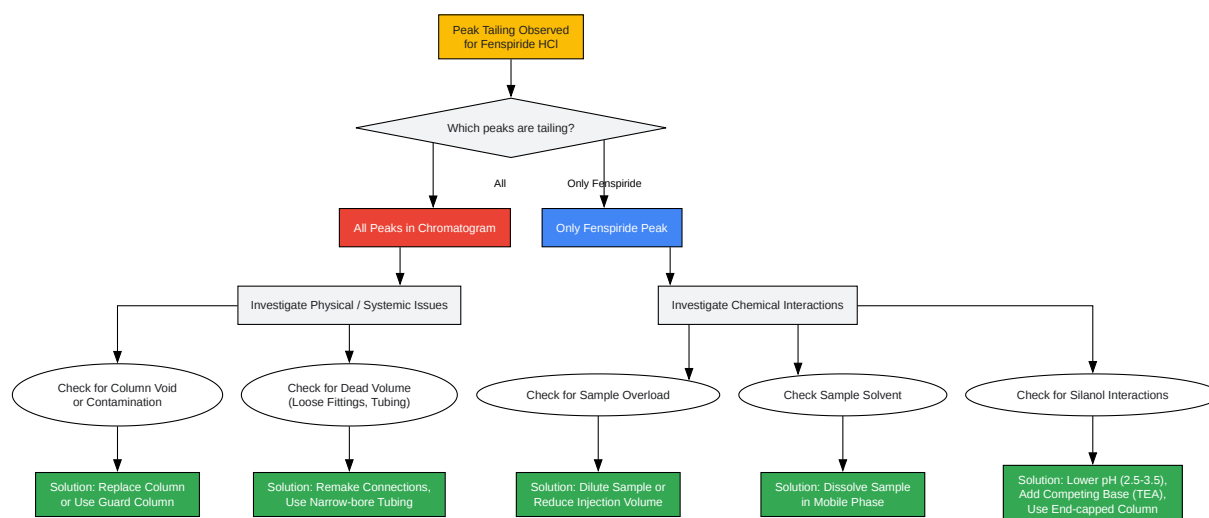 Peak Tailing Observed
for Fenspiride HCl
Which peaks are tailing?
All
Only Fenspiride
All Peaks in Chromatogram
Only Fenspiride Peak
Investigate Physical / Systemic Issues
Investigate Chemical Interactions
Check for Column Void
or Contamination
Check for Dead Volume
(Loose Fittings, Tubing)
Check for Sample Overload
Check Sample Solvent
Check for Silanol Interactions
Solution: Replace Column
or Use Guard Column
Solution: Remake Connections,
Use Narrow-bore Tubing
Solution: Dilute Sample or
Reduce Injection Volume
Solution: Dissolve Sample
in Mobile Phase
Solution: Lower pH (2.5-3.5),
Add Competing Base (TEA),
Use End-capped Column